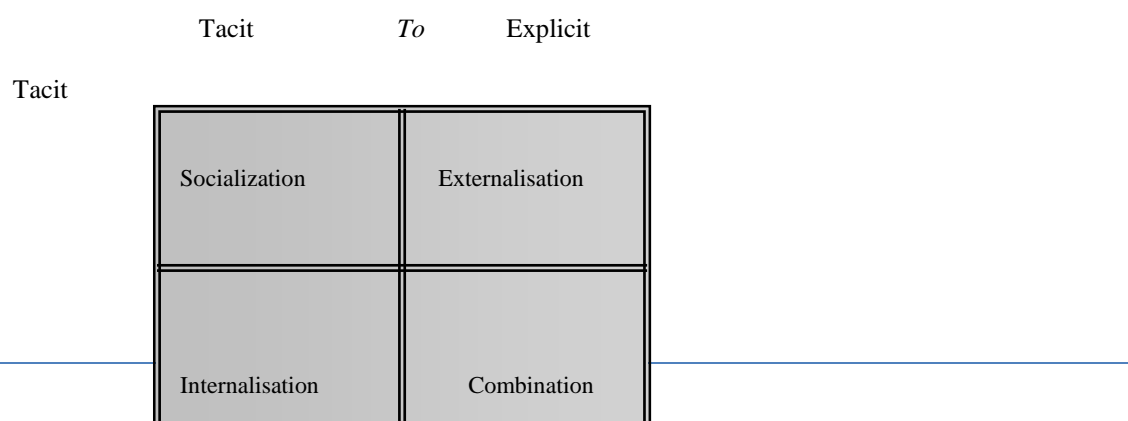 Tacit To Explicit
Tacit
Socialization Externalisation
Internalisation Combination